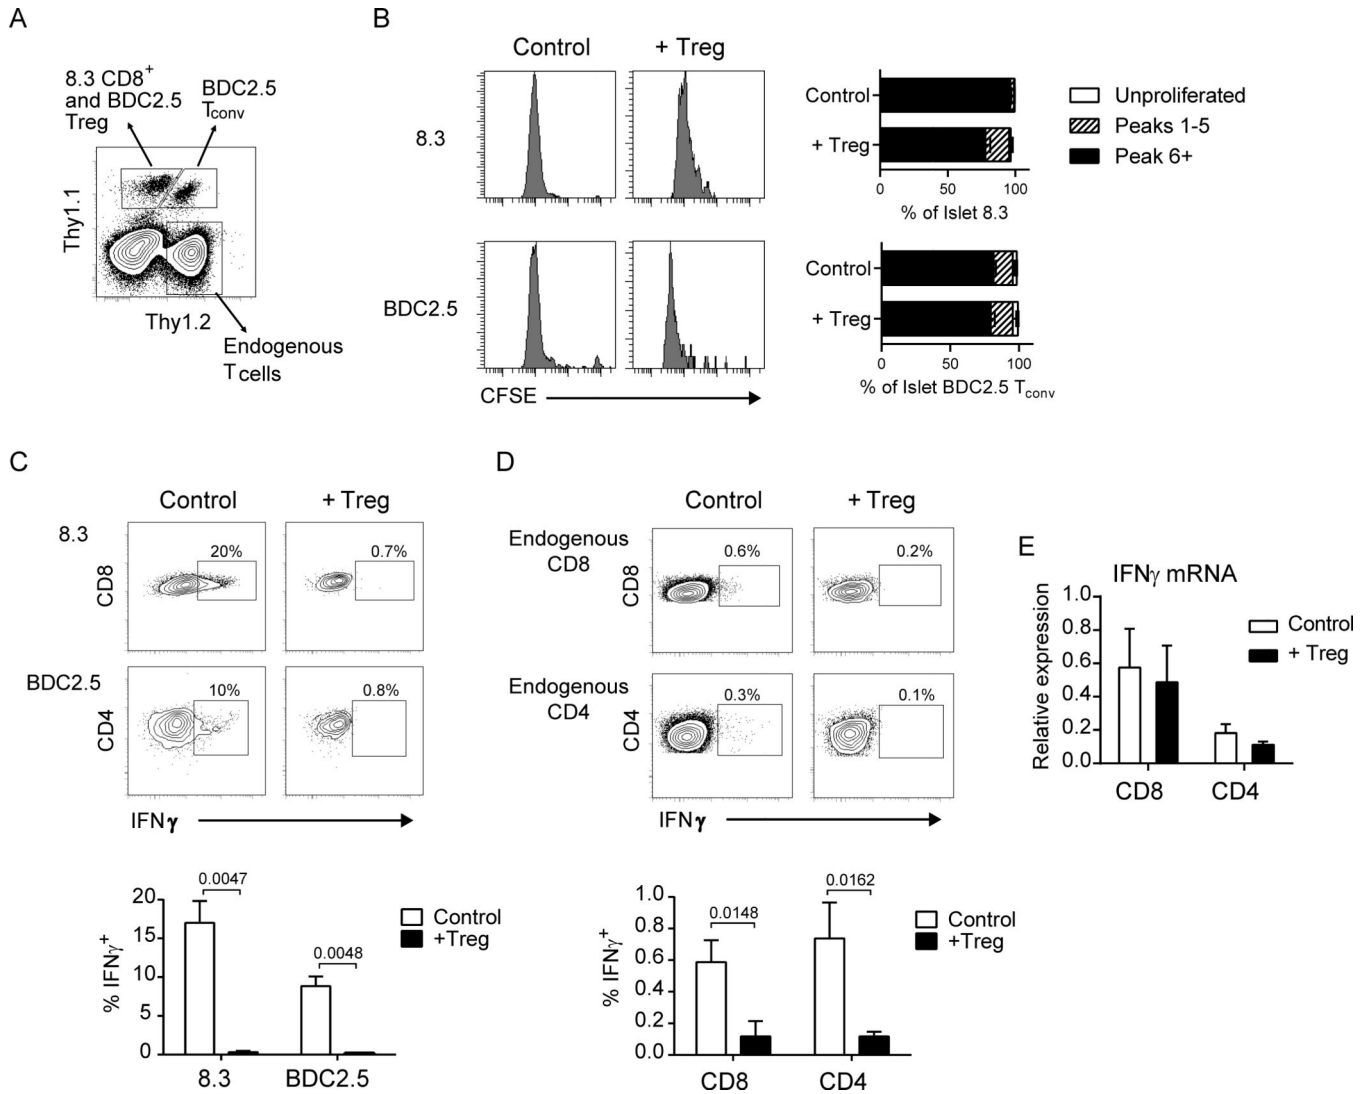 A
8.3 CD8+
and BDC2.5
Treg
BDC2.5
Tconv
Thy1.1
Thy1.2
Endogenous
T cells
B
Control
+ Treg
8.3
BDC2.5
CFSE
Control
+ Treg
0
50
100
% of Islet 8.3
Control
+ Treg
0
50
100
% of Islet BDC2.5 Tconv
Unproliferated
Peaks 1-5
Peak 6+
C
Control
+ Treg
8.3
CD8
20%
0.7%
BDC2.5
CD4
10%
0.8%
IFNγ
% IFNγ+
20
15
10
5
0
0.0047
0.0048
8.3
BDC2.5
Control
+Treg
D
Control
+ Treg
Endogenous
CD8
CD8
0.6%
0.2%
Endogenous
CD4
CD4
0.3%
0.1%
IFNγ
% IFNγ+
1.0
0.8
0.6
0.4
0.2
0.0
0.0148
0.0162
CD8
CD4
Control
+Treg
E
IFNγ mRNA
Relative expression
1.0
0.8
0.6
0.4
0.2
0.0
CD8
CD4
Control
+ Treg